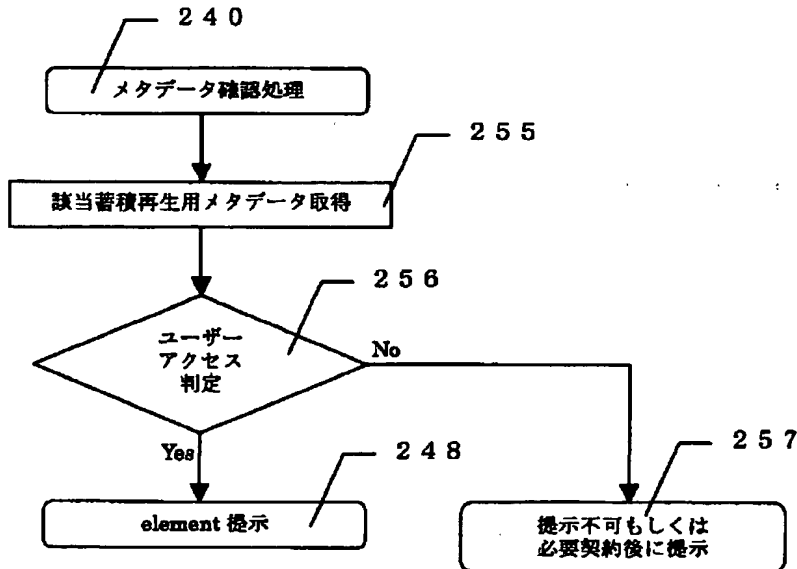 ２４０
メタデータ確認処理
２５５
該当蓄積再生用メタデータ取得
２５６
ユーザー
アクセス
判定
No
Yes
２４８
element 提示
２５７
提示不可もしくは
必要契約後に提示